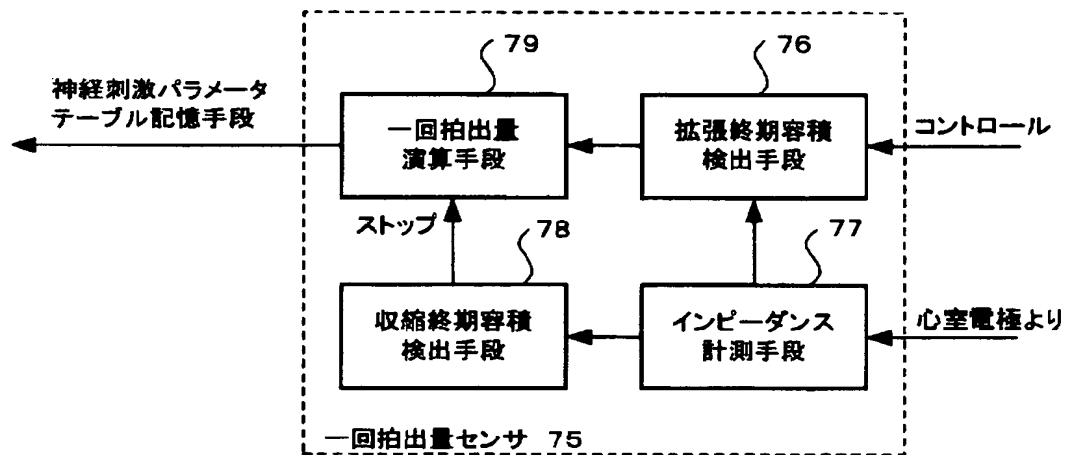 79
76
神経刺激パラメータ
テーブル記憶手段
一回拍出量
演算手段
拡張終期容積
検出手段
コントロール
ストップ
78
77
収縮終期容積
検出手段
インピーダンス
計測手段
心室電極より
一回拍出量センサ 75